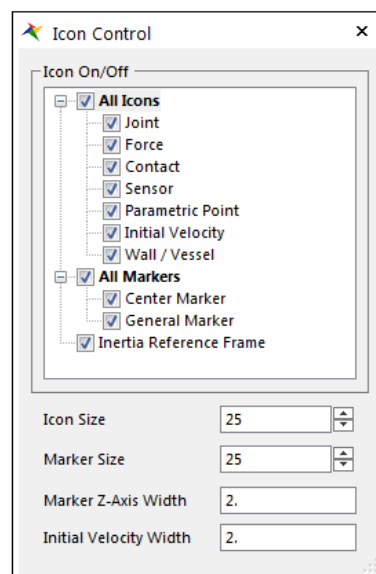 Icon Control
Icon On/Off
All Icons
Joint
Force
Contact
Sensor
Parametric Point
Initial Velocity
Wall / Vessel
All Markers
Center Marker
General Marker
Inertia Reference Frame
Icon Size 25
Marker Size 25
Marker Z-Axis Width 2.
Initial Velocity Width 2.